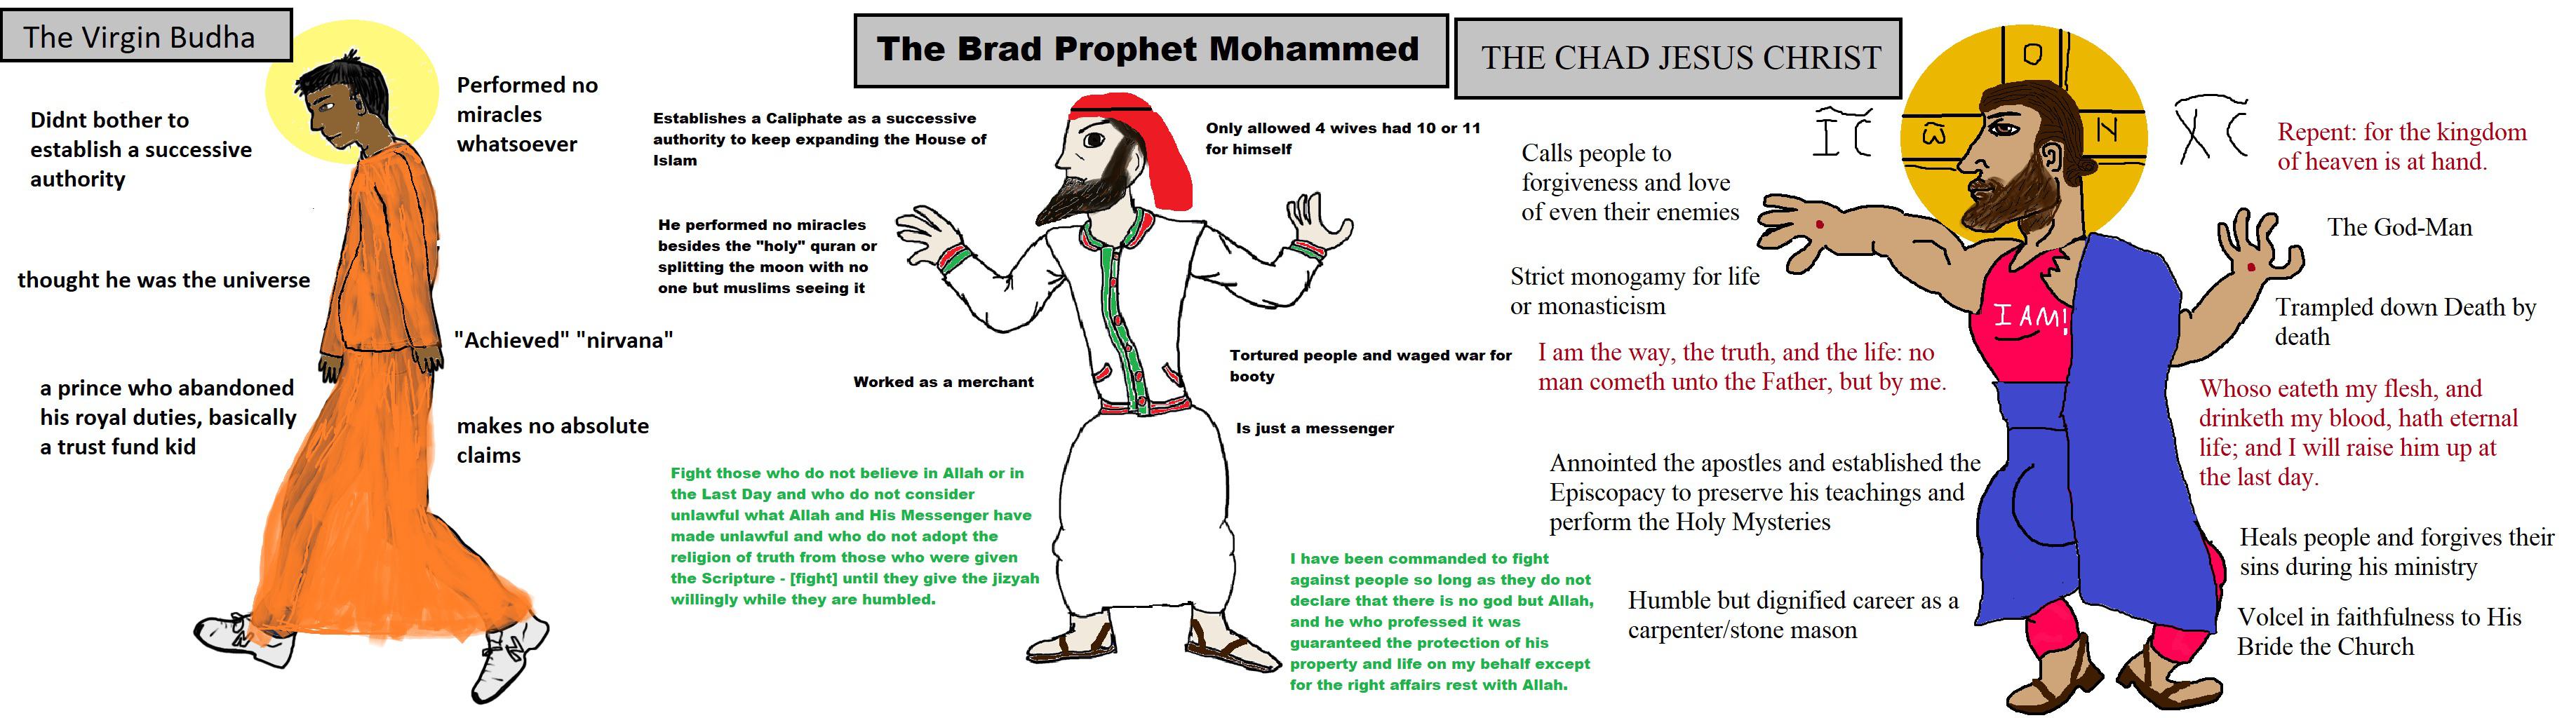 The Virgin Budha
Didnt bother to
establish a successive
authority
Performed no
miracles
whatsoever
thought he was the universe
"Achieved" "nirvana"
a prince who abandoned
his royal duties, basically
a trust fund kid
makes no absolute
claims
The Brad Prophet Mohammed
Establishes a Caliphate as a successive
authority to keep expanding the House of
Islam
Only allowed 4 wives had 10 or 11
for himself
He performed no miracles
besides the "holy" quran or
splitting the moon with no
one but muslims seeing it
Worked as a merchant
Tortured people and waged war for
booty
Is just a messenger
Fight those who do not believe in Allah or in
the Last Day and who do not consider
unlawful what Allah and His Messenger have
made unlawful and who do not adopt the
religion of truth from those who were given
the Scripture - [fight] until they give the jizyah
willingly while they are humbled.
I have been commanded to fight
against people so long as they do not
declare that there is no god but Allah,
and he who professed it was
guaranteed the protection of his
property and life on my behalf except
for the right affairs rest with Allah.
THE CHAD JESUS CHRIST
IC
XC
O
ω
N
I AM!
Calls people to
forgiveness and love
of even their enemies
Strict monogamy for life
or monasticism
I am the way, the truth, and the life: no
man cometh unto the Father, but by me.
Annointed the apostles and established the
Episcopacy to preserve his teachings and
perform the Holy Mysteries
Humble but dignified career as a
carpenter/stone mason
Repent: for the kingdom
of heaven is at hand.
The God-Man
Trampled down Death by
death
Whoso eateth my flesh, and
drinketh my blood, hath eternal
life; and I will raise him up at
the last day.
Heals people and forgives their
sins during his ministry
Volcel in faithfulness to His
Bride the Church